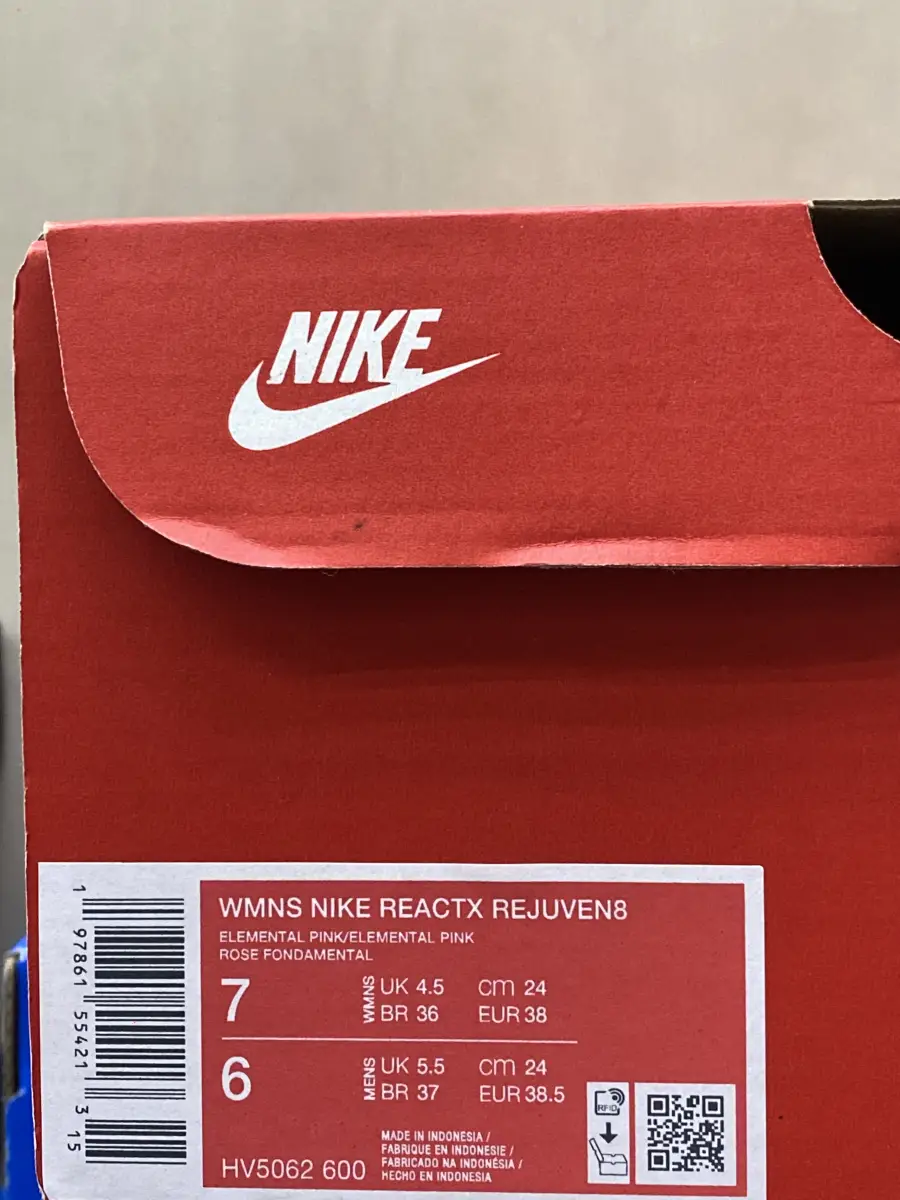 NIKE
WMNS NIKE REACTX REJUVEN8
ELEMENTAL PINK/ELEMENTAL PINK
ROSE FONDAMENTAL
7 WMNS UK 4.5 cm 24
BR 36 EUR 38
6 MENS UK 5.5 cm 24
BR 37 EUR 38.5
RFID
MADE IN INDONESIA /
FABRIQUE EN INDONESIE /
FABRICADO NA INDONÉSIA /
HECHO EN INDONESIA
HV5062 600
1 97861 55421 3 15